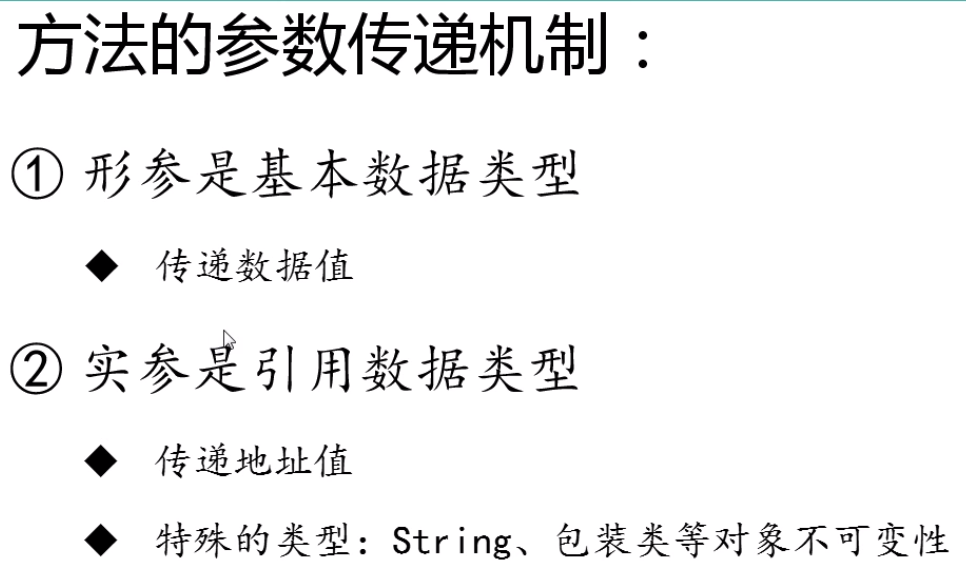 方法的参数传递机制：
① 形参是基本数据类型
◆ 传递数据值
② 实参是引用数据类型
◆ 传递地址值
◆ 特殊的类型：String、包装类等对象不可变性